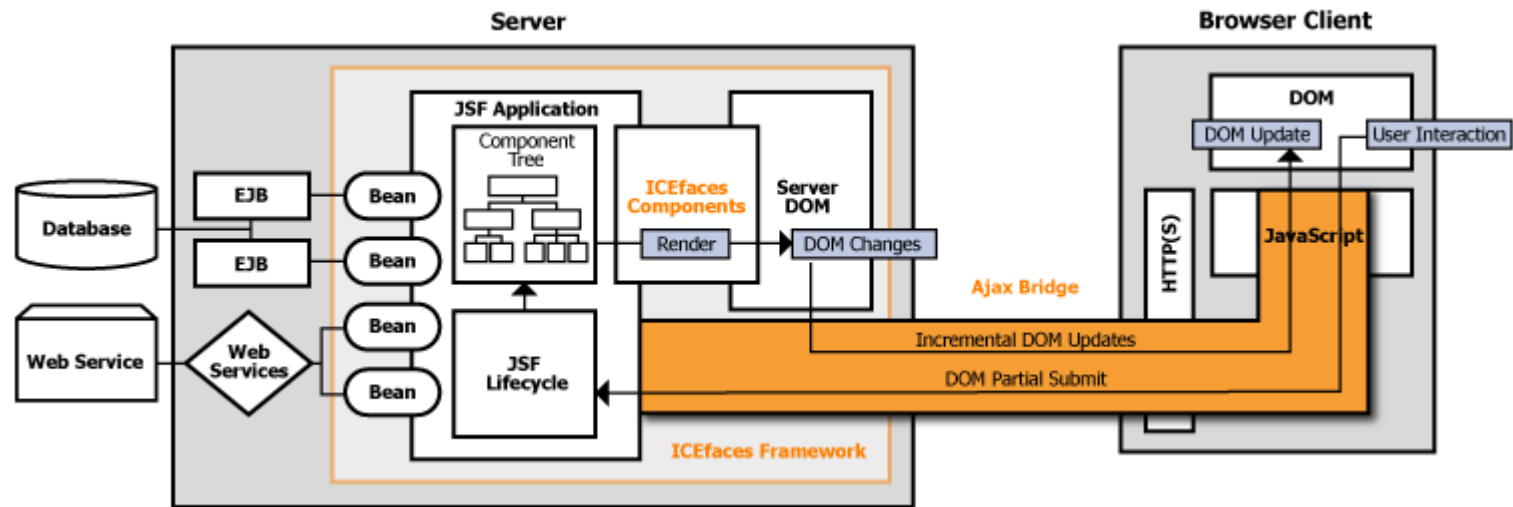 Server
Browser Client
JSF Application
DOM
Component
Tree
DOM Update
User Interaction
EJB
Bean
ICEfaces
Components
Server
DOM
Database
Render
DOM Changes
JavaScript
EJB
Bean
HTTP(S)
Ajax Bridge
Bean
Incremental DOM Updates
Web Service
Web
Services
JSF
Lifecycle
DOM Partial Submit
Bean
ICEfaces Framework